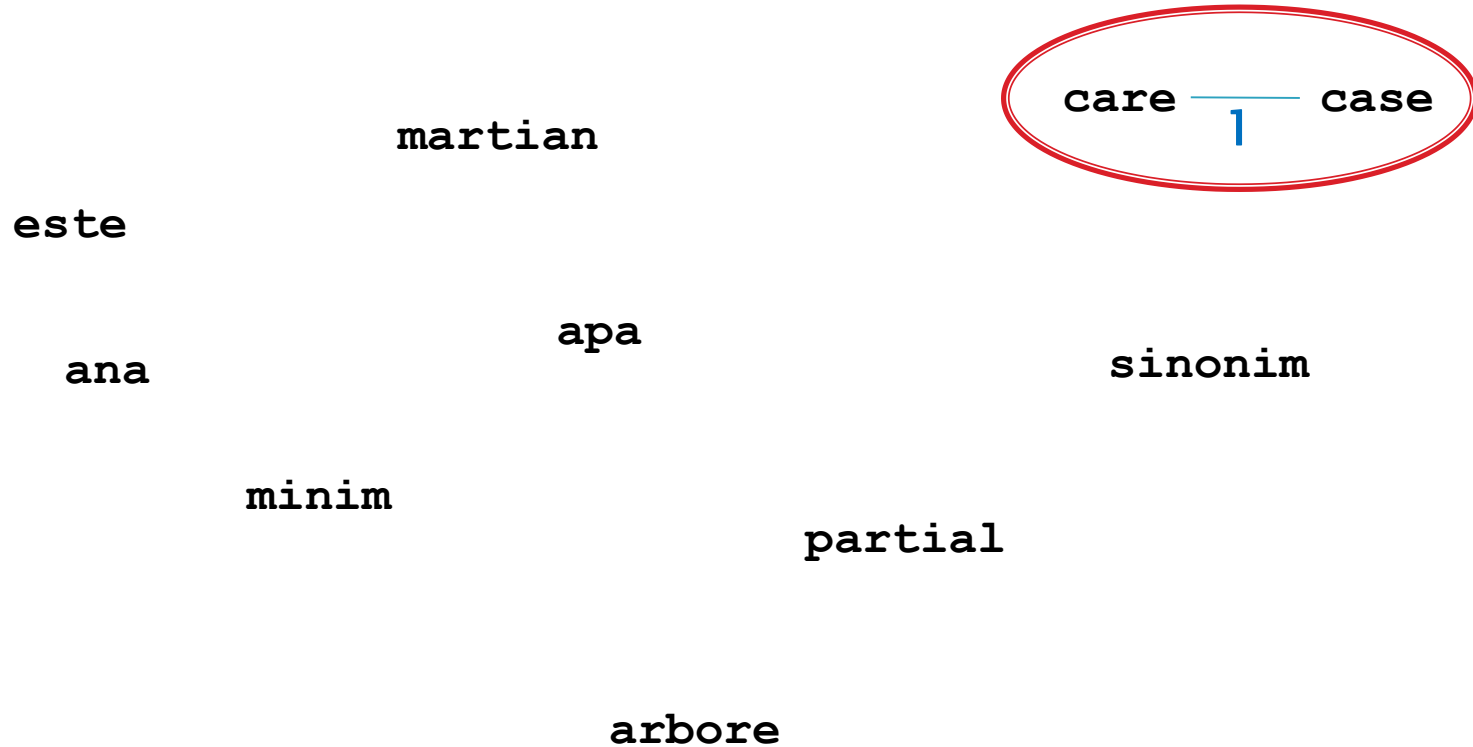 care case
1
martian
este
apa
sinonim
ana
minim
partial
arbore